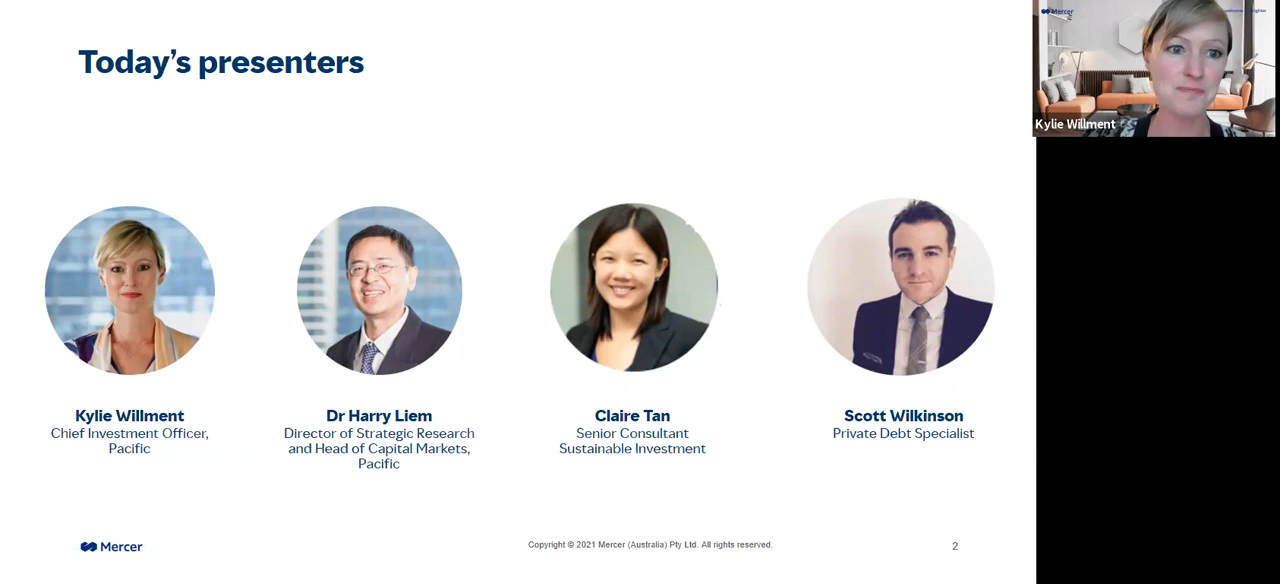 Today's presenters
Mercer
Kylie Willment
Kylie Willment
Chief Investment Officer,
Pacific
Dr Harry Liem
Director of Strategic Research
and Head of Capital Markets,
Pacific
Claire Tan
Senior Consultant
Sustainable Investment
Scott Wilkinson
Private Debt Specialist
Mercer
Copyright © 2021 Mercer (Australia) Pty Ltd. All rights reserved.
2